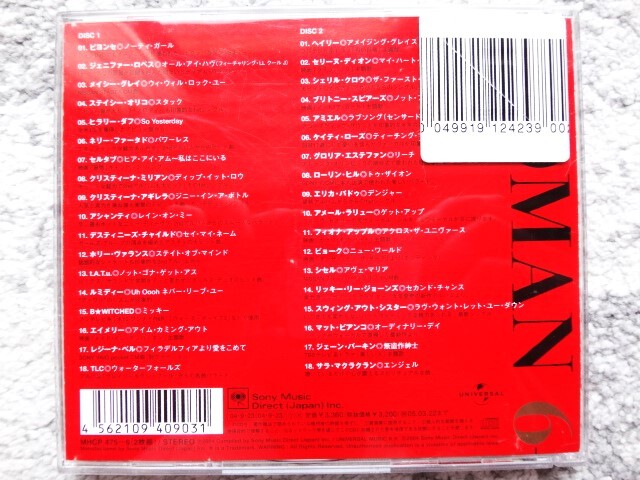 DISC 1
01. ビヨンセ◎ノーティ・ガール
02. ジェニファー・ロペス◎オール・アイ・ハヴ(フィーチャリング・LL クール J)
03. メイシー・グレイ◎ウィ・ウィル・ロック・ユー
04. ステイシー・オリコ◎スタック
05. ヒラリー・ダフ◎So Yesterday
06. ネリー・ファータド◎パワーレス
07. セルタブ◎ヒア・アイ・アム〜私はここにいる
08. クリスティーナ・ミリアン◎ディップ・イット・ロウ
09. クリスティーナ・アギレラ◎ジニー・イン・ア・ボトル
10. アシャンティ◎レイン・オン・ミー
11. デスティニーズ・チャイルド◎セイ・マイ・ネーム
12. ホリー・ヴァランス◎ステイト・オブ・マインド
13. t.A.T.u.◎ノット・ゴナ・ゲット・アス
14. ルミディー◎Uh Oooh ネバー・リーブ・ユー
15. B★WITCHED◎ミッキー
16. エイメリー◎アイム・カミング・アウト
17. レジーナ・ベル◎フィラデルフィアより愛をこめて
18. TLC◎ウォーターフォールズ
DISC 2
01. ヘイリー◎アメイジング・グレイス
02. セリーヌ・ディオン◎マイ・ハート・
03. シェリル・クロウ◎ザ・ファースト・
04. ブリトニー・スピアーズ◎ノット・
05. アミエル◎ラブソング(センサード
06. ケイティ・ローズ◎ティーチング・
07. グロリア・エステファン◎リーチ
08. ローリン・ヒル◎トゥ・ザイオン
09. エリカ・バドゥ◎デンジャー
10. アメール・ラリュー◎ゲット・アップ
11. フィオナ・アップル◎アクロス・ザ・ユニヴァース
12. ビョーク◎ニュー・ワールド
13. シセル◎アヴェ・マリア
14. リッキー・リー・ジョーンズ◎セカンド・チャンス
15. スウィング・アウト・シスター◎ラヴ・ウォント・レット・ユー・ダウン
16. マット・ビアンコ◎オーディナリー・デイ
17. ジェーン・バーキン◎無造作紳士
18. サラ・マクラクラン◎エンジェル
049919124239 00
OMAN 6
4 562109 409031
Sony Music
Direct (Japan) Inc.
UNIVERSAL
STEREO